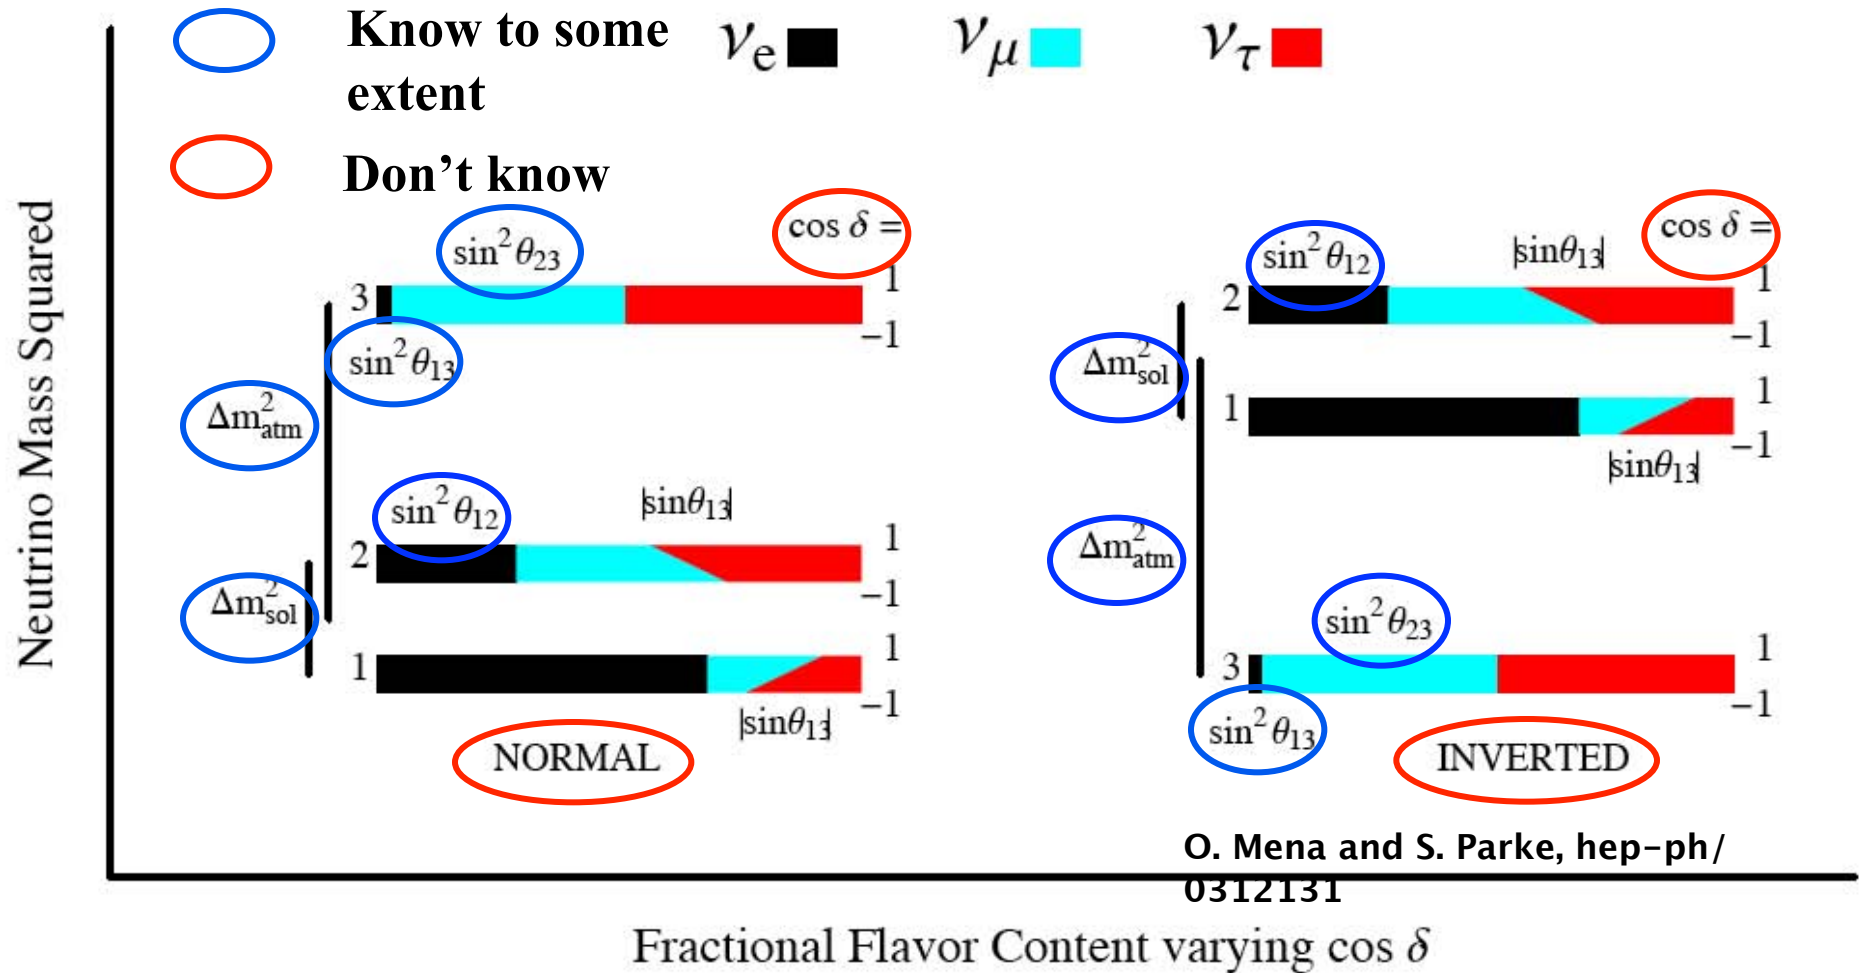 Know to some
extent
Don’t know
νe
νμ
ντ
Neutrino Mass Squared
sin²θ23
cos δ =
3
1
−1
sin²θ13
Δm²atm
sin²θ12
|sinθ13|
2
1
−1
Δm²sol
1
1
−1
|sinθ13|
NORMAL
sin²θ12
|sinθ13|
cos δ =
2
1
−1
Δm²sol
1
1
−1
|sinθ13|
Δm²atm
sin²θ23
3
1
−1
sin²θ13
INVERTED
O. Mena and S. Parke, hep-ph/
0312131
Fractional Flavor Content varying cos δ